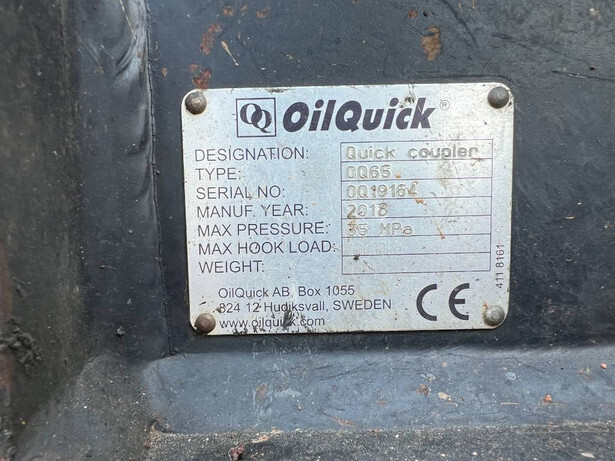 OQ OilQuick®
DESIGNATION: Quick coupler
TYPE: OQ65
SERIAL NO: OQ19164
MANUF. YEAR: 2018
MAX PRESSURE: 35 MPa
MAX HOOK LOAD:
WEIGHT:
OilQuick AB, Box 1055
824 12 Hudiksvall, SWEDEN
www.oilquick.com
CE
411 8161